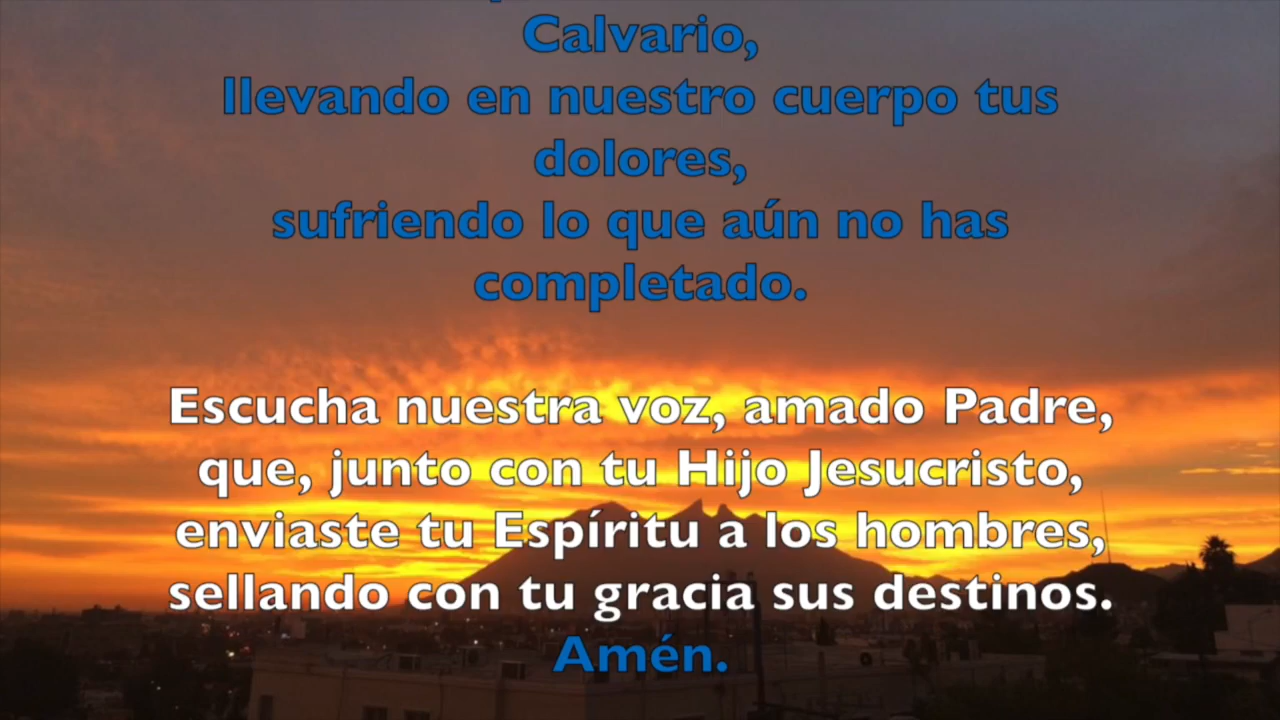 Calvario,
llevando en nuestro cuerpo tus
dolores,
sufriendo lo que aún no has
completado.
Escucha nuestra voz, amado Padre,
que, junto con tu Hijo Jesucristo,
enviaste tu Espíritu a los hombres,
sellando con tu gracia sus destinos.
Amén.